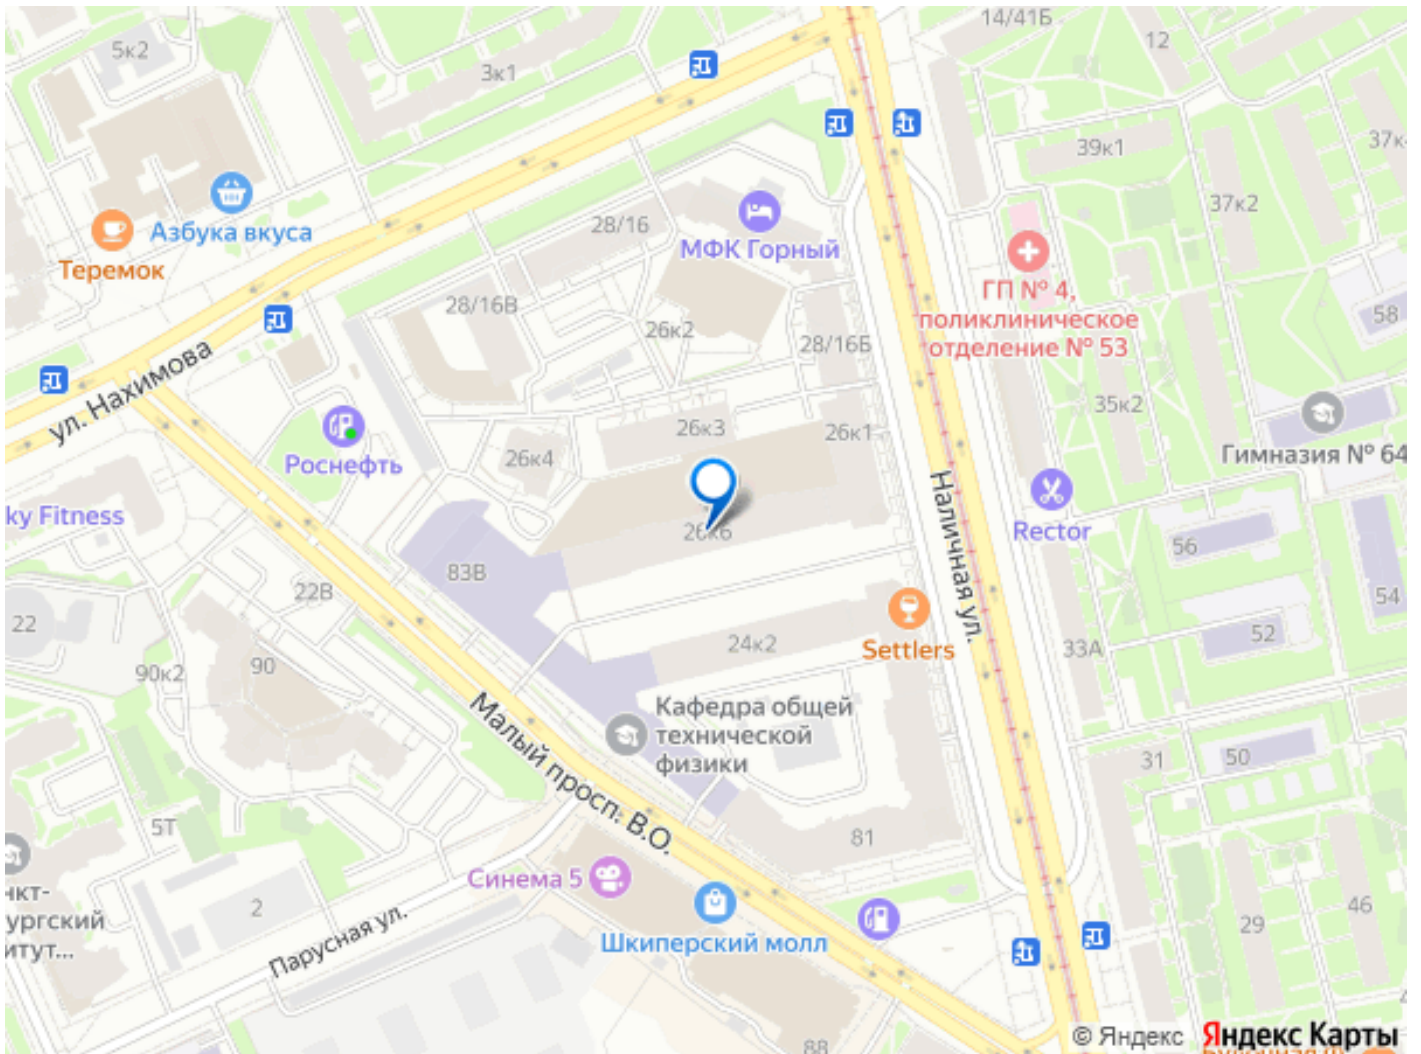 14/41Б
12
5к2
3к1
39к1
37к
37к2
Азбука вкуса
Теремок
28/16
МФК Горный
ГП № 4,
поликлиническое
отделение № 53
28/16В
26к2
28/16Б
58
ул. Нахимова
35к2
26к3
26к1
Гимназия № 64
26к4
Роснефть
ky Fitness
Наличная ул.
Rector
26к6
56
83В
22В
54
22
52
24к2
Settlers
33А
90к2
90
Малый просп. В.О.
Кафедра общей
технической
физики
31
50
5Т
81
Синема 5
нкт-
ургский
итут...
2
Парусная ул.
Шкиперский молл
29
46
88
© Яндекс
Яндекс Карты